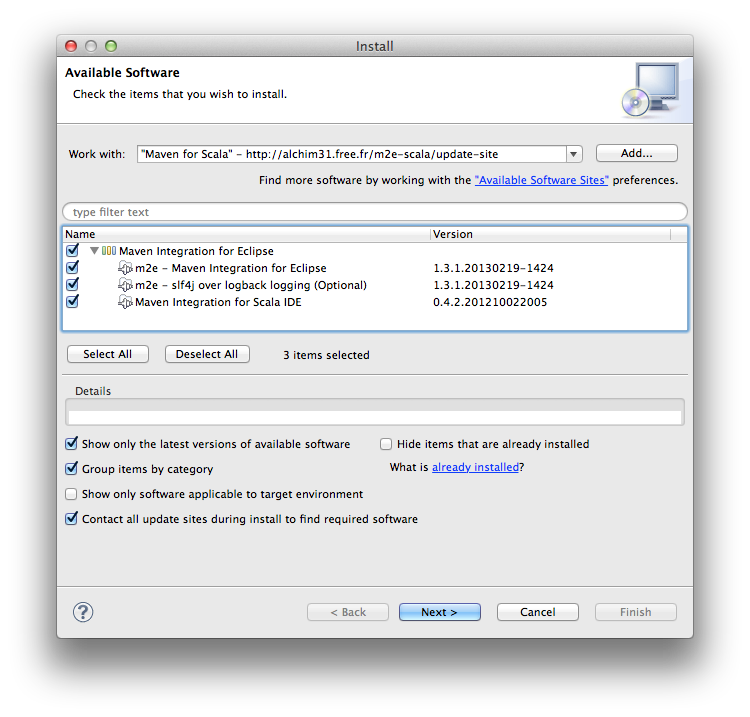 Install
Available Software
Check the items that you wish to install.
Work with: "Maven for Scala" – http://alchim31.free.fr/m2e-scala/update-site Add...
Find more software by working with the "Available Software Sites" preferences.
type filter text
Name Version
Maven Integration for Eclipse
m2e – Maven Integration for Eclipse 1.3.1.20130219-1424
m2e – slf4j over logback logging (Optional) 1.3.1.20130219-1424
Maven Integration for Scala IDE 0.4.2.201210022005
Select All Deselect All 3 items selected
Details
Show only the latest versions of available software Hide items that are already installed
Group items by category What is already installed?
Show only software applicable to target environment
Contact all update sites during install to find required software
? < Back Next > Cancel Finish